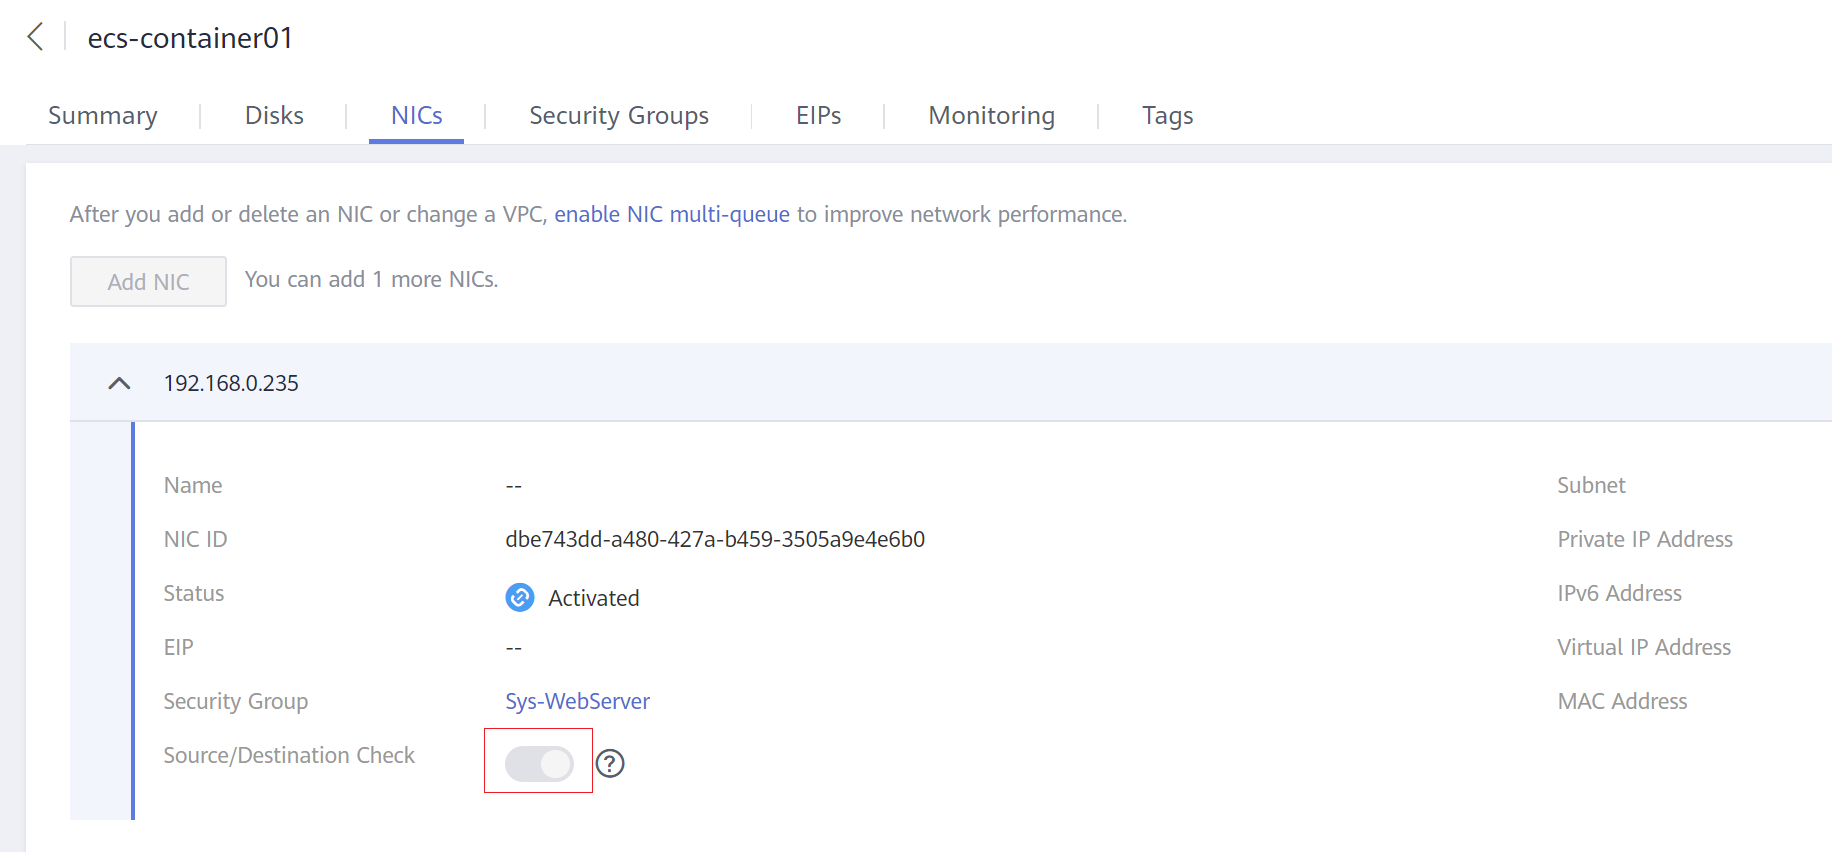 ecs-container01
Summary Disks NICs Security Groups EIPs Monitoring Tags
After you add or delete an NIC or change a VPC, enable NIC multi-queue to improve network performance.
Add NIC You can add 1 more NICs.
192.168.0.235
Name -- Subnet
NIC ID dbe743dd-a480-427a-b459-3505a9e4e6b0 Private IP Address
Status Activated IPv6 Address
EIP -- Virtual IP Address
Security Group Sys-WebServer MAC Address
Source/Destination Check ?